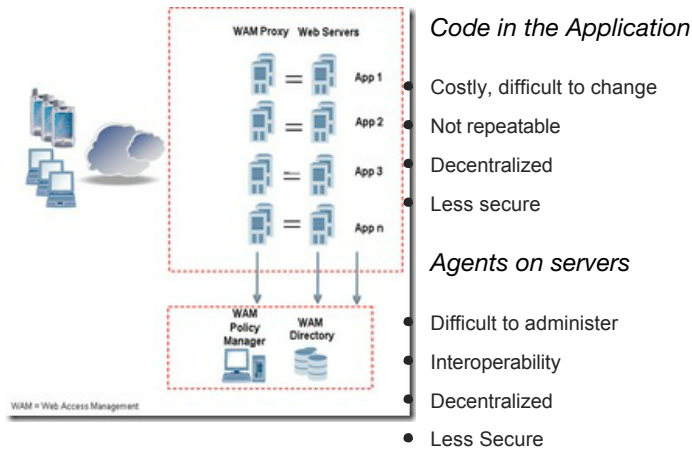 WAM Proxy Web Servers
App 1
App 2
App 3
App n
WAM
Policy
Manager
WAM
Directory
WAM = Web Access Management
Code in the Application
• Costly, difficult to change
• Not repeatable
• Decentralized
• Less secure
Agents on servers
• Difficult to administer
• Interoperability
• Decentralized
• Less Secure